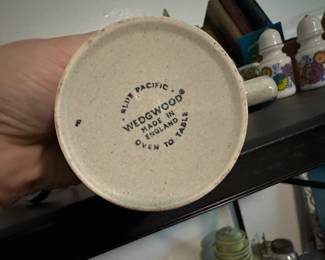 BLUE PACIFIC
WEDGWOOD®
MADE IN
ENGLAND
OVEN TO TABLE